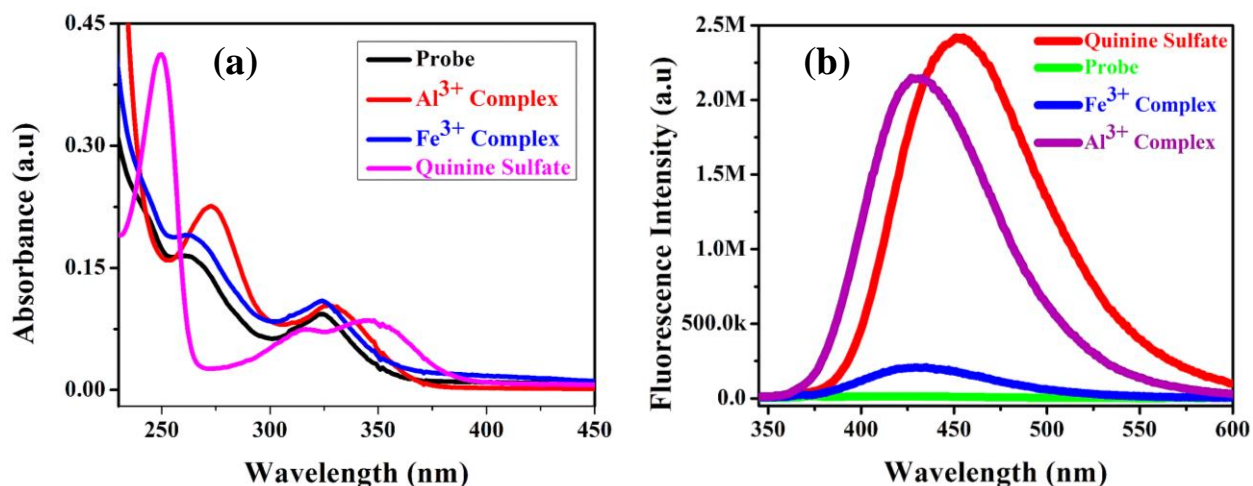 (a)
Absorbance (a.u)
0.45
0.30
0.15
0.00
Probe
Al³⁺ Complex
Fe³⁺ Complex
Quinine Sulfate
250 300 350 400 450
Wavelength (nm)
(b)
Fluorescence Intensity (a.u)
2.5M
2.0M
1.5M
1.0M
500.0k
0.0
Quinine Sulfate
Probe
Fe³⁺ Complex
Al³⁺ Complex
350 400 450 500 550 600
Wavelength (nm)